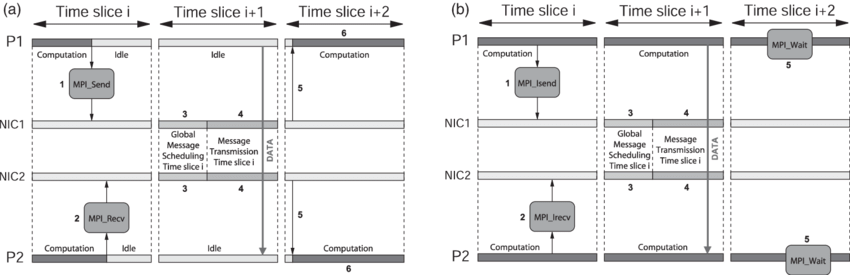 (a)
Time slice i
Time slice i+1
Time slice i+2
P1
6
Computation
Idle
Idle
Computation
1
MPI_Send
5
NIC1
3
4
Global
Message
Scheduling
Time slice i
Message
Transmission
Time slice i
DATA
NIC2
3
4
2
MPI_Recv
5
Computation
Idle
Idle
Computation
P2
6
(b)
Time slice i
Time slice i+1
Time slice i+2
P1
MPI_Wait
Computation
Computation
5
1
MPI_Isend
NIC1
3
4
Global
Message
Scheduling
Time slice i
Message
Transmission
Time slice i
DATA
NIC2
3
4
2
MPI_Irecv
5
Computation
Computation
P2
MPI_Wait